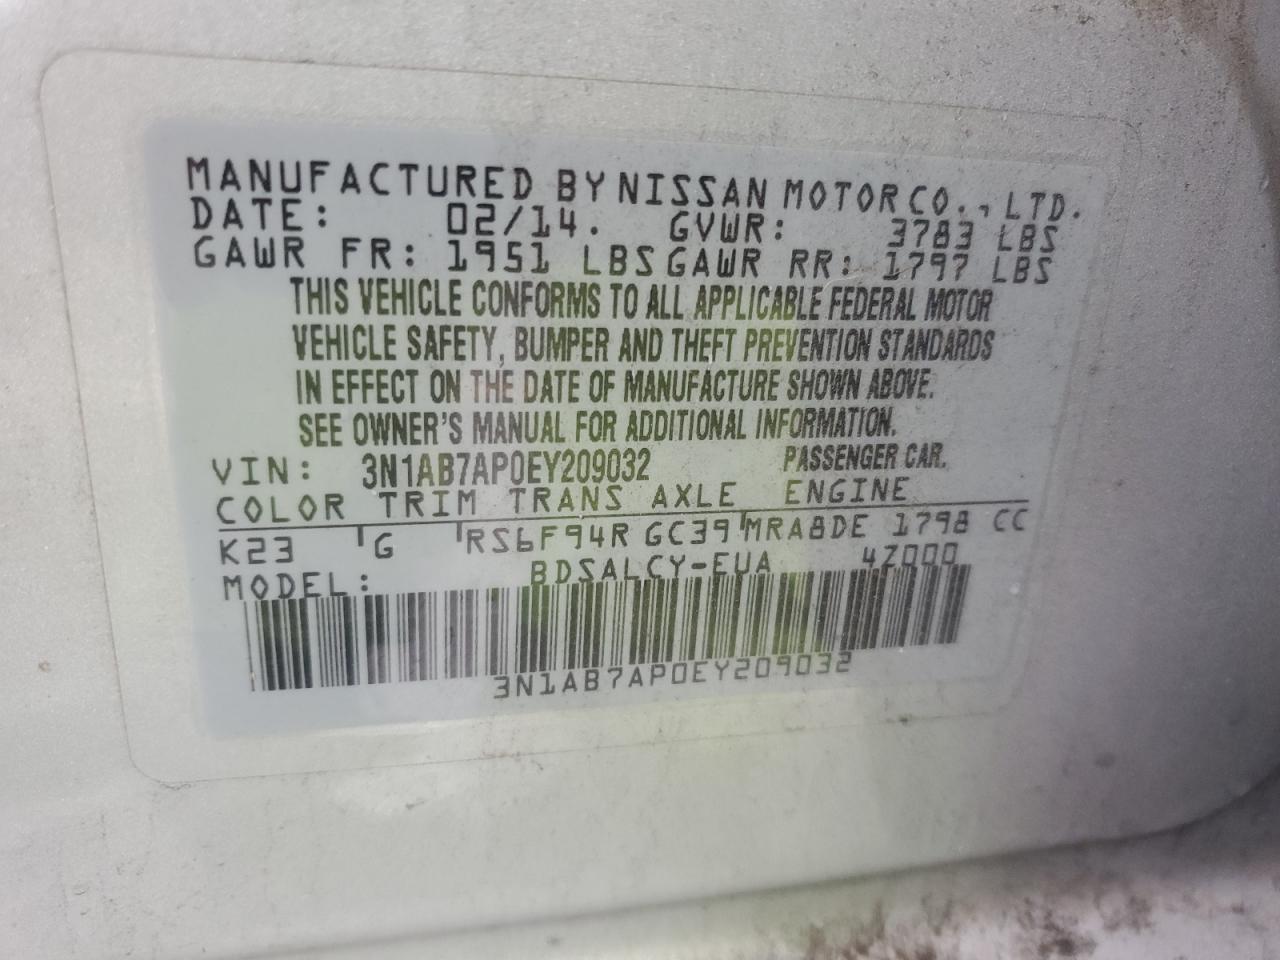 MANUFACTURED BY NISSAN MOTOR CO., LTD.
DATE: 02/14. GVWR: 3783 LBS
GAWR FR: 1951 LBS GAWR RR: 1797 LBS
THIS VEHICLE CONFORMS TO ALL APPLICABLE FEDERAL MOTOR
VEHICLE SAFETY, BUMPER AND THEFT PREVENTION STANDARDS
IN EFFECT ON THE DATE OF MANUFACTURE SHOWN ABOVE.
SEE OWNER'S MANUAL FOR ADDITIONAL INFORMATION.
VIN: 3N1AB7AP0EY209032 PASSENGER CAR.
COLOR TRIM TRANS AXLE ENGINE
K23 G RS6F94R GC39 MRA8DE 1798 CC
MODEL: BDSALCY-EUA 4Z000
3N1AB7AP0EY209032